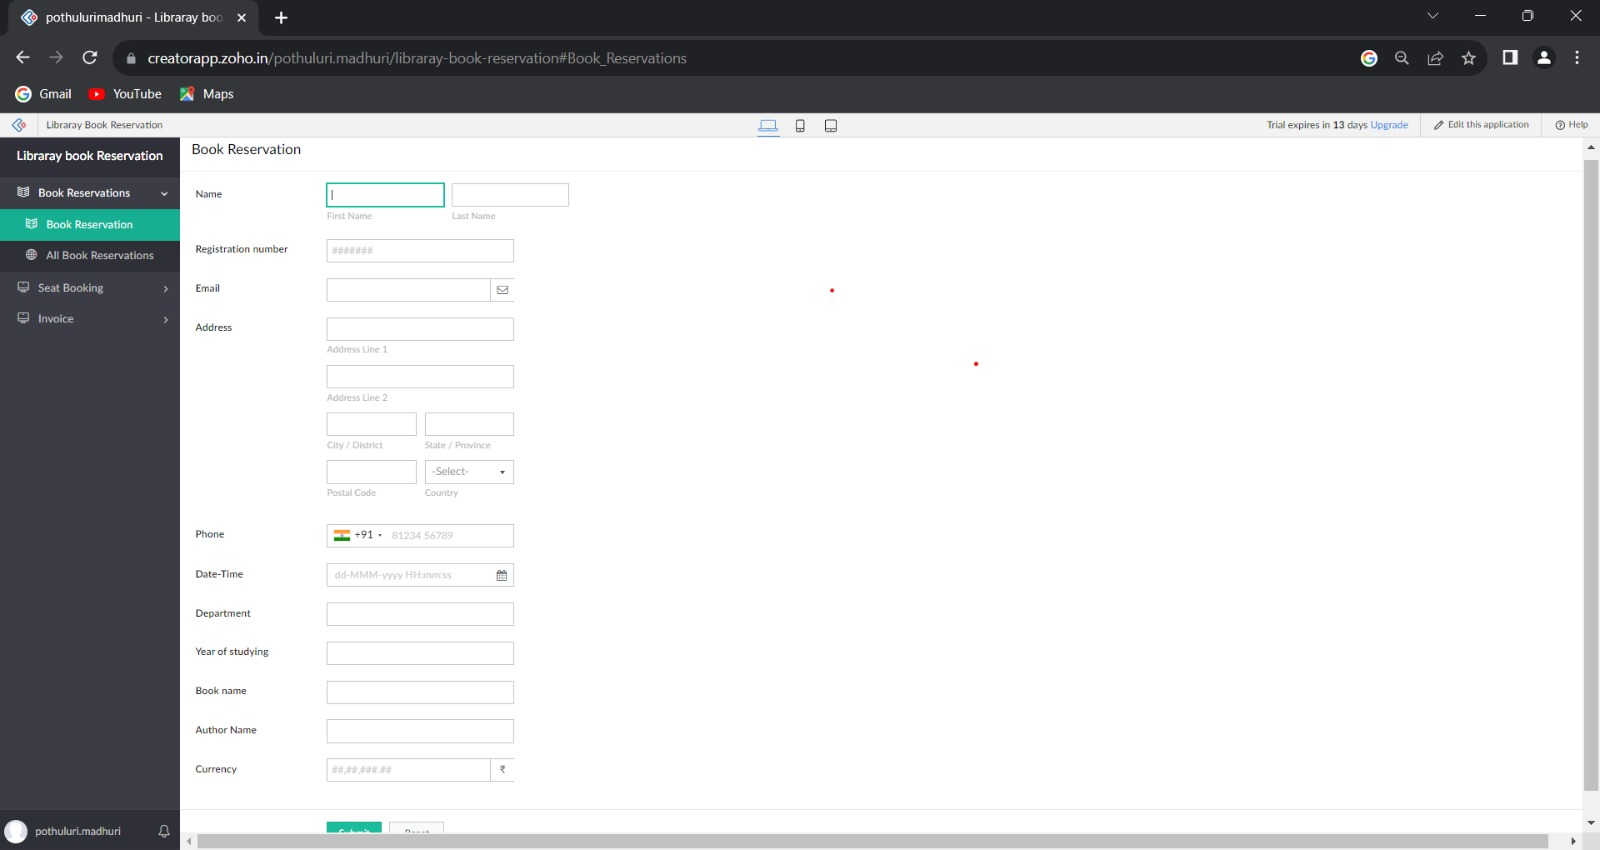 pothulurimadhuri - Libraray boo
creatorapp.zoho.in/pothuluri.madhuri/libraray-book-reservation#Book_Reservations
Gmail YouTube Maps
Libraray Book Reservation
Trial expires in 13 days Upgrade
Edit this application
Help
Libraray book Reservation
Book Reservations
Book Reservation
All Book Reservations
Seat Booking
Invoice
pothuluri.madhuri
Book Reservation
Name
First Name Last Name
Registration number #######
Email
Address
Address Line 1
Address Line 2
City / District State / Province
-Select-
Postal Code Country
Phone +91 81234 56789
Date-Time dd-MMM-yyyy HH:mm:ss
Department
Year of studying
Book name
Author Name
Currency ##,##,###.## ₹
Submit Reset